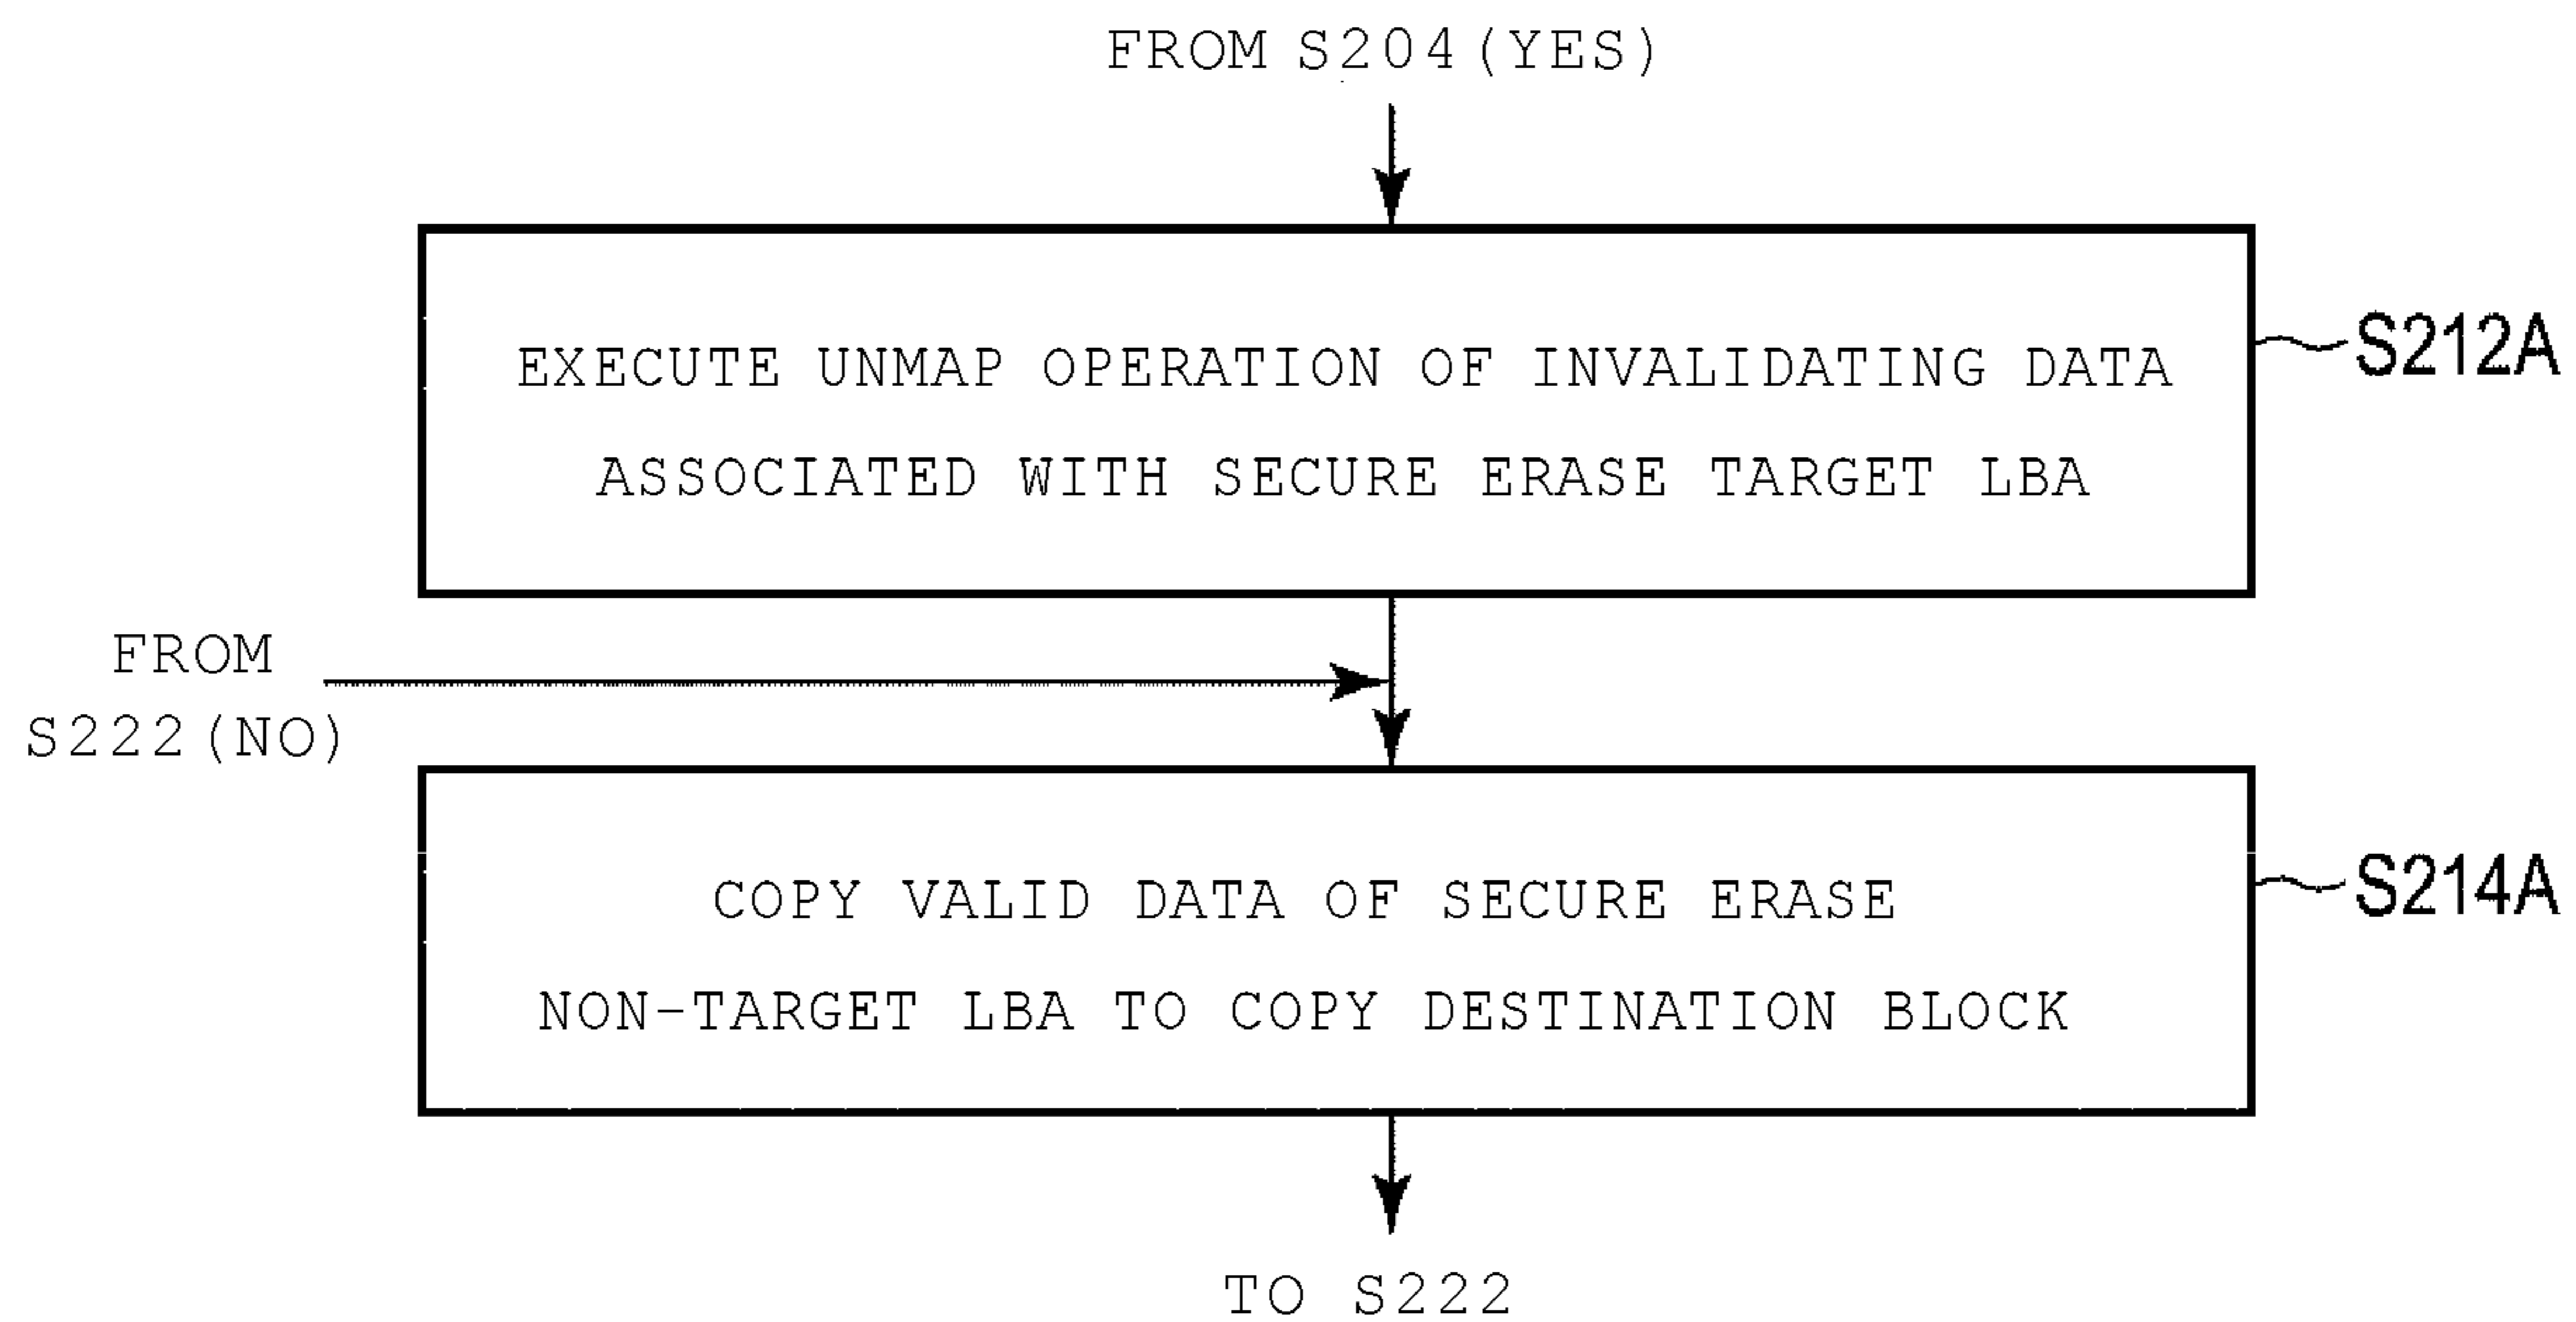 FROM S204(YES)
EXECUTE UNMAP OPERATION OF INVALIDATING DATA
ASSOCIATED WITH SECURE ERASE TARGET LBA
S212A
FROM
S222(NO)
COPY VALID DATA OF SECURE ERASE
NON-TARGET LBA TO COPY DESTINATION BLOCK
S214A
TO S222